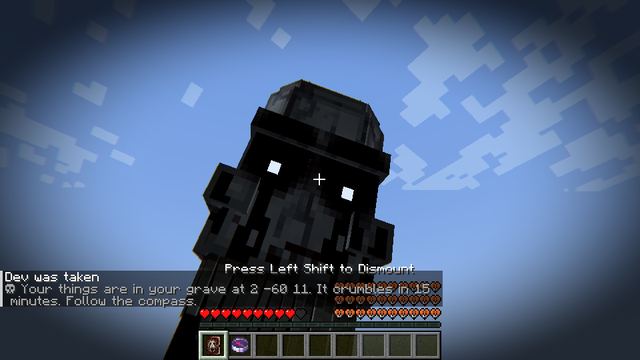 Press Left Shift to Dismount
Dev was taken
☠ Your things are in your grave at 2 -60 11. It crumbles in 15
minutes. Follow the compass.